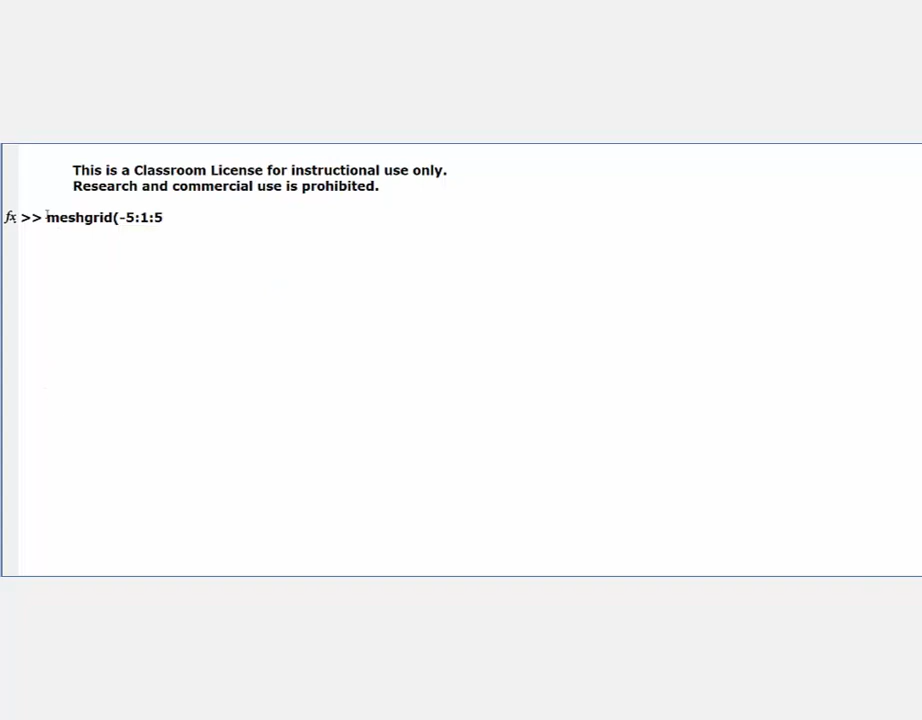 This is a Classroom License for instructional use only.
Research and commercial use is prohibited.
fx >> meshgrid(-5:1:5